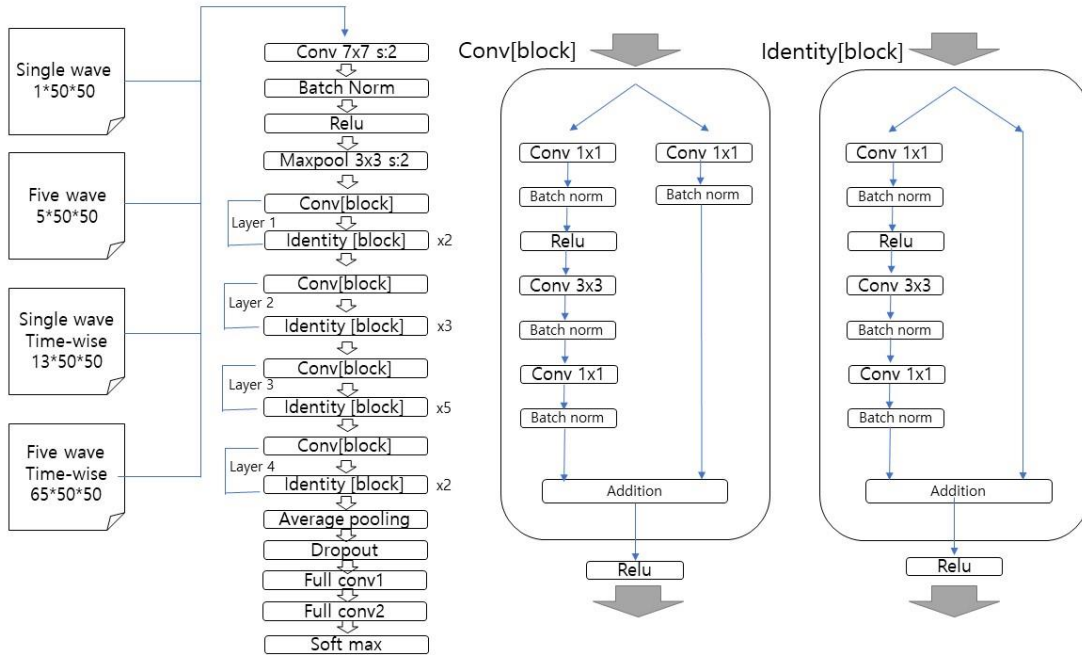 Single wave
1*50*50
Five wave
5*50*50
Single wave
Time-wise
13*50*50
Five wave
Time-wise
65*50*50
Conv 7x7 s:2
Batch Norm
Relu
Maxpool 3x3 s:2
Layer 1
Conv[block]
Identity [block] x2
Layer 2
Conv[block]
Identity [block] x3
Layer 3
Conv[block]
Identity [block] x5
Layer 4
Conv[block]
Identity [block] x2
Average pooling
Dropout
Full conv1
Full conv2
Soft max
Conv[block]
Conv 1x1
Batch norm
Relu
Conv 3x3
Batch norm
Conv 1x1
Batch norm
Conv 1x1
Batch norm
Addition
Relu
Identity[block]
Conv 1x1
Batch norm
Relu
Conv 3x3
Batch norm
Conv 1x1
Batch norm
Addition
Relu